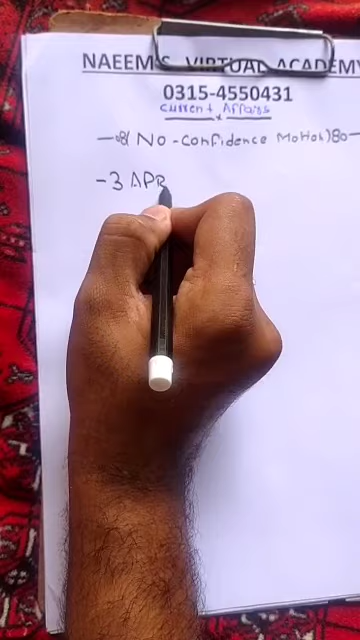 NAEEM'S VIRTUAL ACADEMY
0315-4550431
Current Affairs
(No-Confidence Motion)
-3 APR